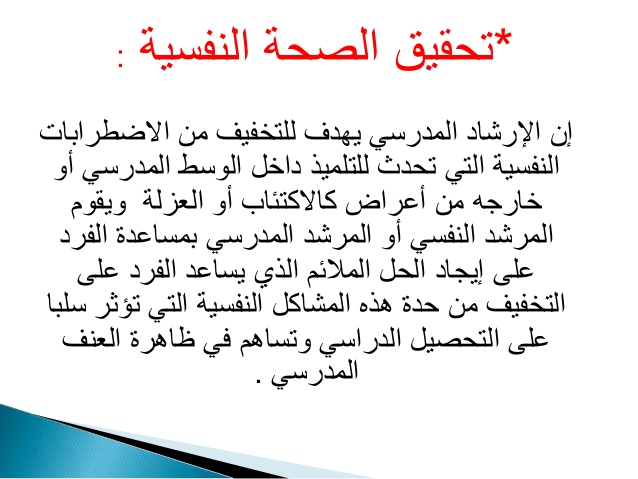 *تحقيق الصحة النفسية :
إن الإرشاد المدرسي يهدف للتخفيف من الاضطرابات
النفسية التي تحدث للتلميذ داخل الوسط المدرسي أو
خارجه من أعراض كالاكتئاب أو العزلة ويقوم
المرشد النفسي أو المرشد المدرسي بمساعدة الفرد
على إيجاد الحل الملائم الذي يساعد الفرد على
التخفيف من حدة هذه المشاكل النفسية التي تؤثر سلبا
على التحصيل الدراسي وتساهم في ظاهرة العنف
المدرسي .